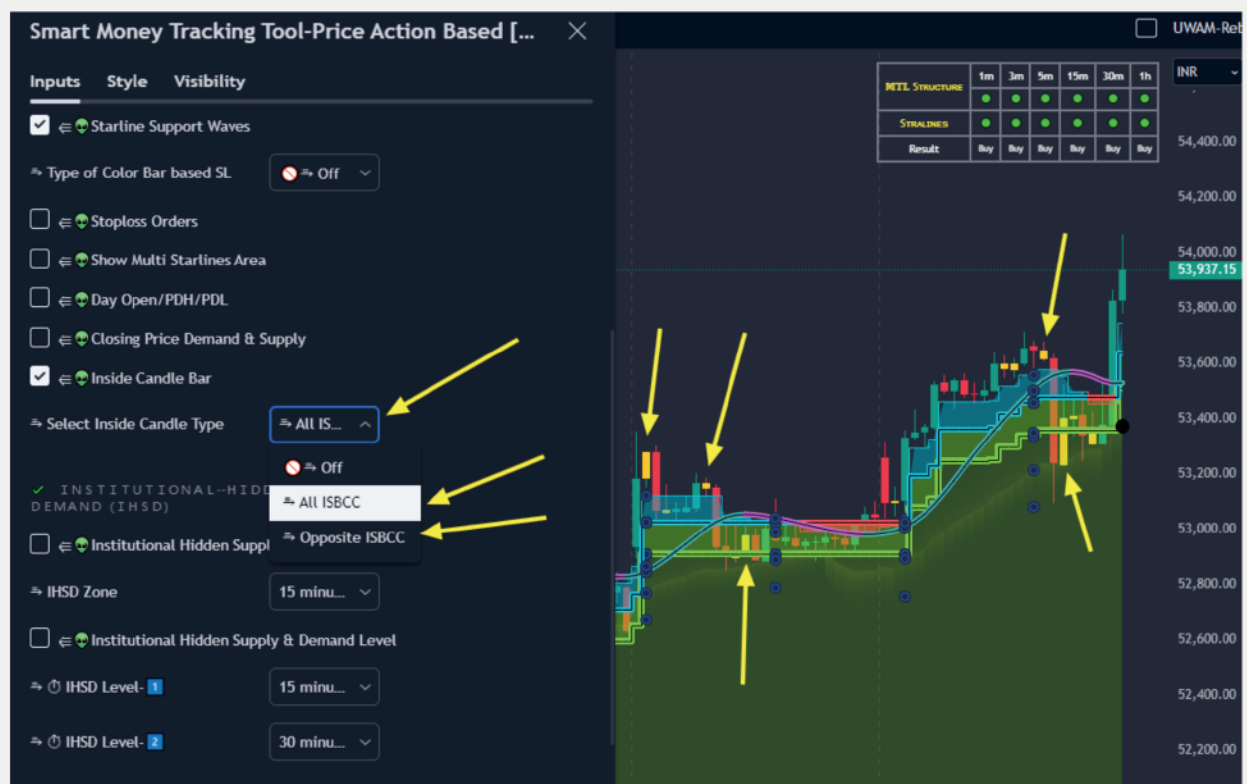 Smart Money Tracking Tool-Price Action Based [...
UWAM-Reb
Inputs Style Visibility
INR
⋲👽Starline Support Waves
⥱ Type of Color Bar based SL
🚫⥱ Off
⋲👽Stoploss Orders
⋲👽Show Multi Starlines Area
⋲👽Day Open/PDH/PDL
⋲👽Closing Price Demand & Supply
⋲👽Inside Candle Bar
⥱ Select Inside Candle Type
⥱ All IS...
🚫⥱ Off
⥱ All ISBCC
⥱ Opposite ISBCC
✓ INSTITUTIONAL--HIDD
DEMAND (IHSD)
⋲👽Institutional Hidden Suppl
⥱ IHSD Zone
15 minu...
⋲👽Institutional Hidden Supply & Demand Level
⥱ ⏱ IHSD Level-1
15 minu...
⥱ ⏱ IHSD Level-2
30 minu...
MTL Structure 1m 3m 5m 15m 30m 1h
Stralines
Result Buy Buy Buy Buy Buy Buy
54,400.00
54,200.00
54,000.00
53,937.15
53,800.00
53,600.00
53,400.00
53,200.00
53,000.00
52,800.00
52,600.00
52,400.00
52,200.00